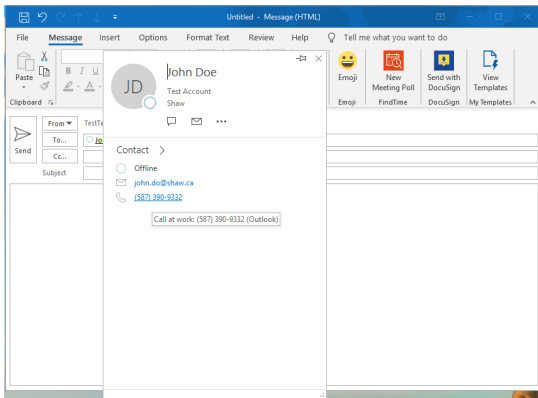 Untitled - Message (HTML)
File Message Insert Options Format Text Review Help Tell me what you want to do
Paste
Clipboard
B I U
A
Emoji
Emoji
New Meeting Poll
FindTime
Send with DocuSign
DocuSign
View Templates
My Templates
Send
From
To...
Jo
Cc...
Subject
JD
John Doe
Test Account
Shaw
Contact
Offline
john.do@shaw.ca
(587) 390-9332
Call at work: (587) 390-9332 (Outlook)